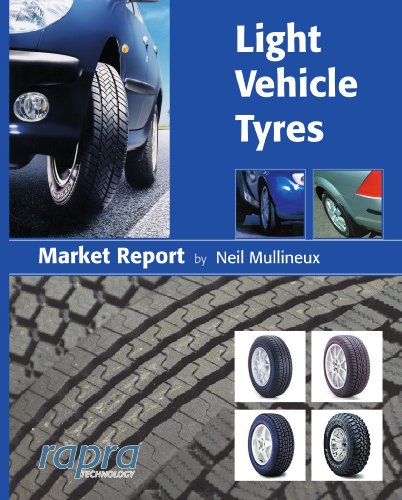 Light
Vehicle
Tyres
Market Report by Neil Mullineux
rapra
TECHNOLOGY